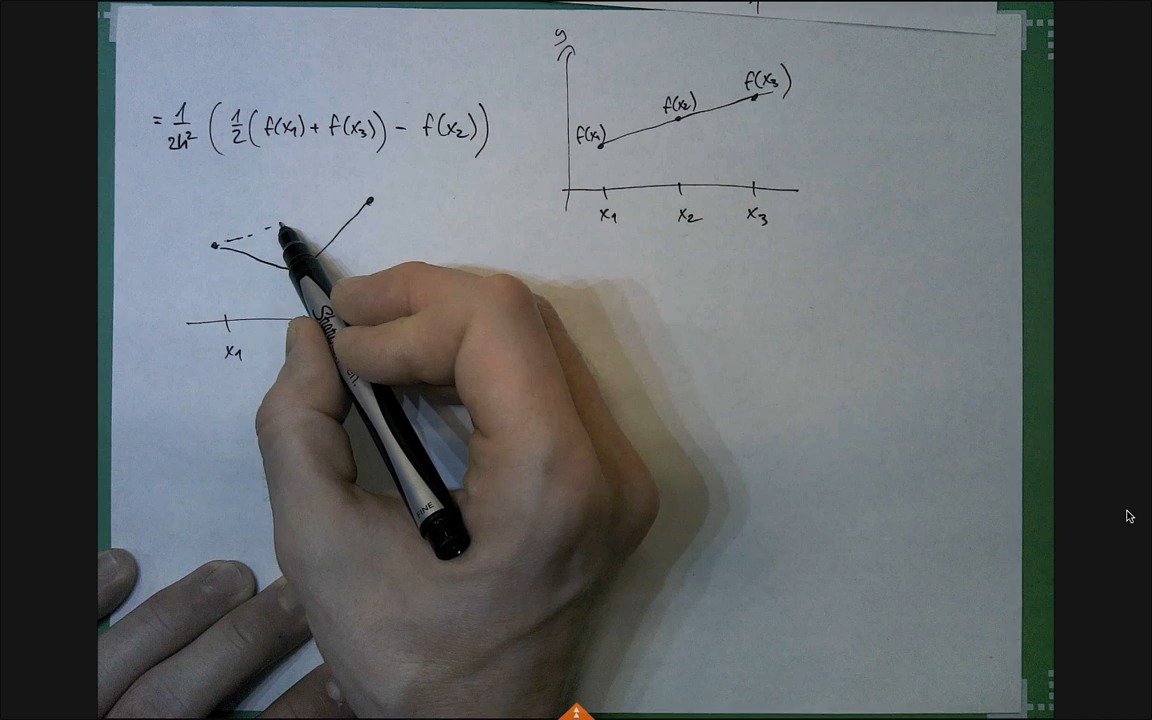 = 1/2h² ( 1/2 ( f(x₁) + f(x₃) ) − f(x₂) )
y
f(x₁) f(x₂) f(x₃)
x₁ x₂ x₃
x₁
FINE